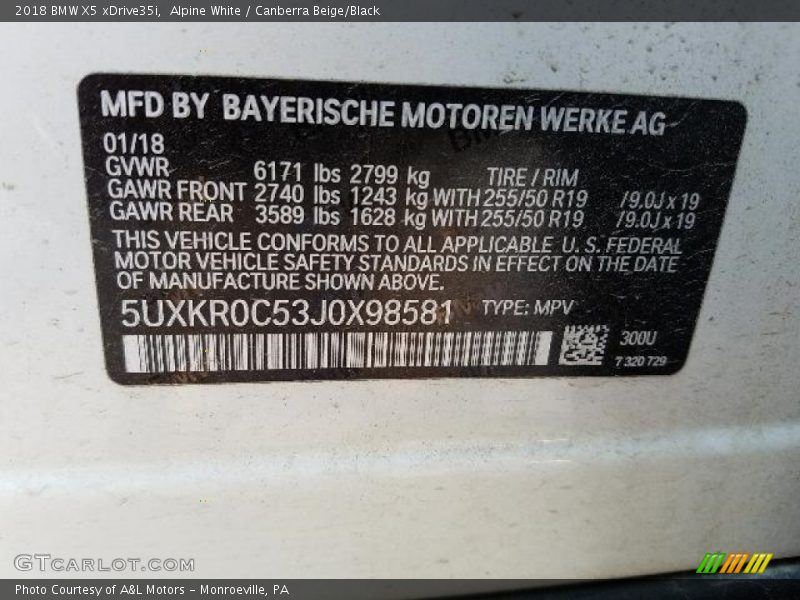 2018 BMW X5 xDrive35i, Alpine White / Canberra Beige/Black
MFD BY BAYERISCHE MOTOREN WERKE AG
01/18
GVWR 6171 lbs 2799 kg TIRE / RIM
GAWR FRONT 2740 lbs 1243 kg WITH 255/50 R19 /9.0J x 19
GAWR REAR 3589 lbs 1628 kg WITH 255/50 R19 /9.0J x 19
THIS VEHICLE CONFORMS TO ALL APPLICABLE U. S. FEDERAL
MOTOR VEHICLE SAFETY STANDARDS IN EFFECT ON THE DATE
OF MANUFACTURE SHOWN ABOVE.
5UXKR0C53J0X98581 TYPE: MPV
300U
7 320 729
GTCARLOT.COM
Photo Courtesy of A&L Motors - Monroeville, PA